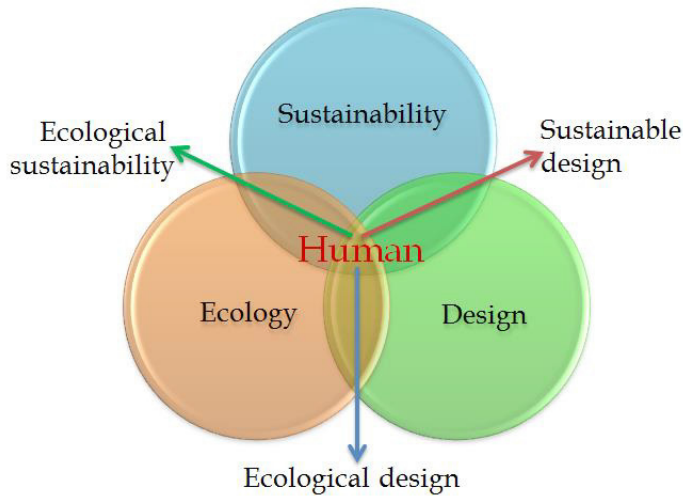 Sustainability
Ecological
sustainability
Sustainable
design
Human
Ecology
Design
Ecological design